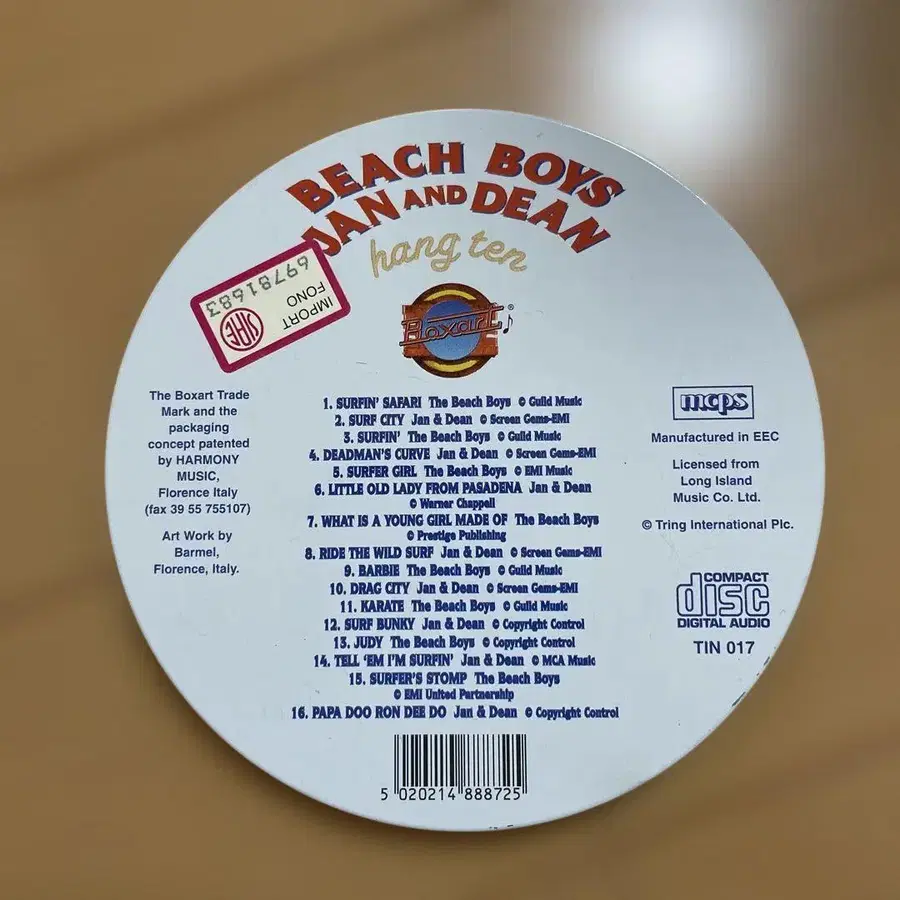 BEACH BOYS
JAN AND DEAN
hang ten
69781683
IMPORT
FONO
Boxart
®
1. SURFIN' SAFARI The Beach Boys © Guild Music
2. SURF CITY Jan & Dean © Screen Gems-EMI
3. SURFIN' The Beach Boys © Guild Music
4. DEADMAN'S CURVE Jan & Dean © Screen Gems-EMI
5. SURFER GIRL The Beach Boys © EMI Music
6. LITTLE OLD LADY FROM PASADENA Jan & Dean
© Warner Chappell
7. WHAT IS A YOUNG GIRL MADE OF The Beach Boys
© Prestige Publishing
8. RIDE THE WILD SURF Jan & Dean © Screen Gems-EMI
9. BARBIE The Beach Boys © Guild Music
10. DRAG CITY Jan & Dean © Screen Gems-EMI
11. KARATE The Beach Boys © Guild Music
12. SURF BUNKY Jan & Dean © Copyright Control
13. JUDY The Beach Boys © Copyright Control
14. TELL 'EM I'M SURFIN' Jan & Dean © MCA Music
15. SURFER'S STOMP The Beach Boys
© EMI United Partnership
16. PAPA DOO RON DEE DO Jan & Dean © Copyright Control
The Boxart Trade
Mark and the
packaging
concept patented
by HARMONY
MUSIC,
Florence Italy
(fax 39 55 755107)
Art Work by
Barmel,
Florence, Italy.
mcps
Manufactured in EEC
Licensed from
Long Island
Music Co. Ltd.
© Tring International Plc.
COMPACT
disc
DIGITAL AUDIO
TIN 017
5 020214 888725